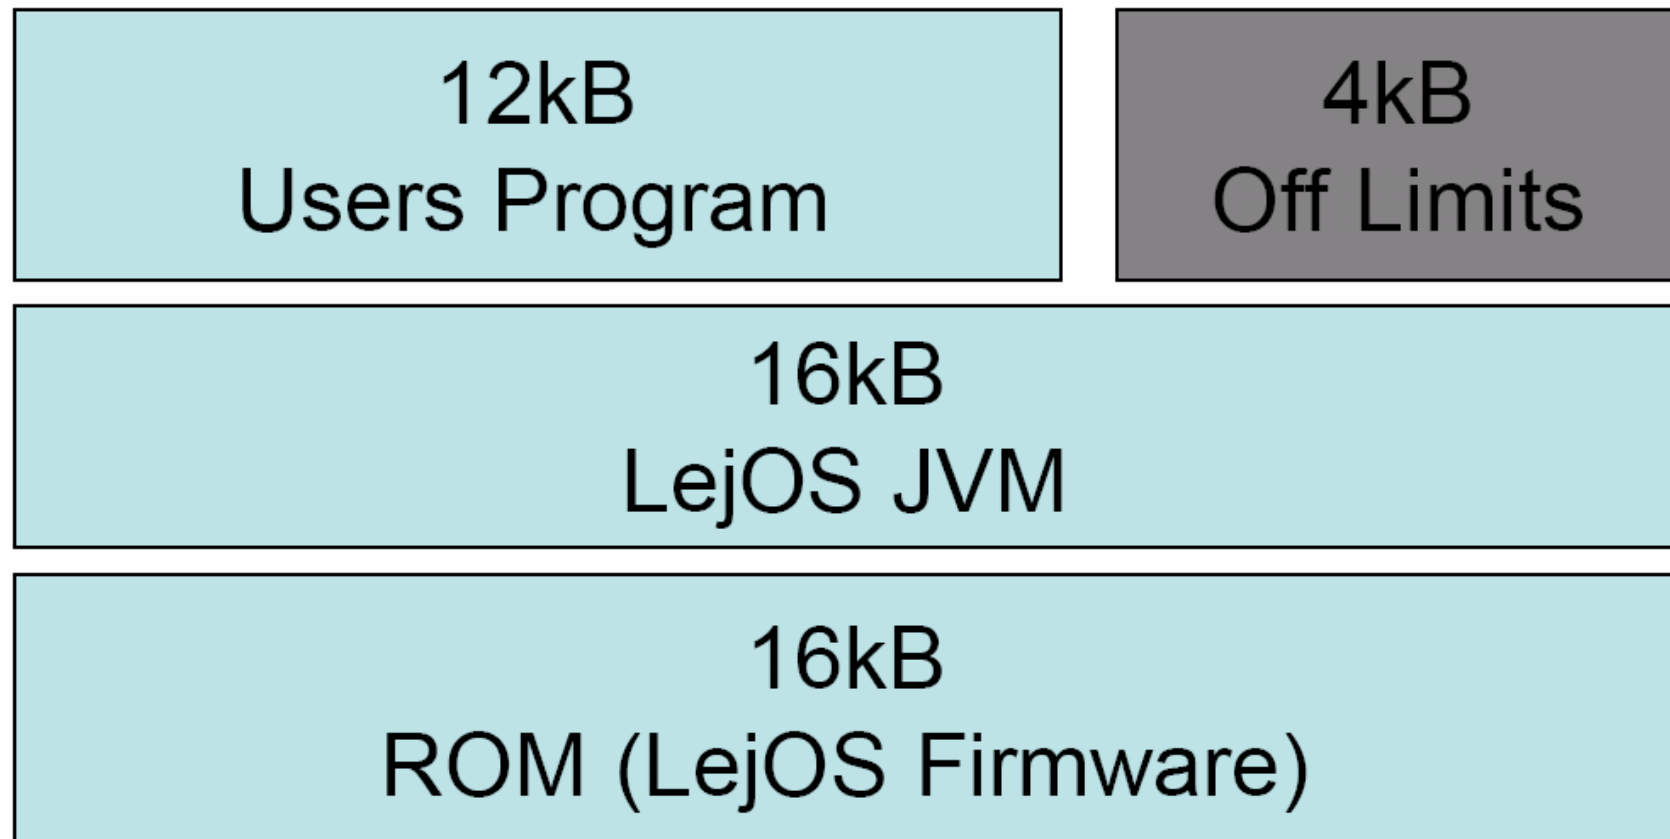 12kB
Users Program
4kB
Off Limits
16kB
LejOS JVM
16kB
ROM (LejOS Firmware)